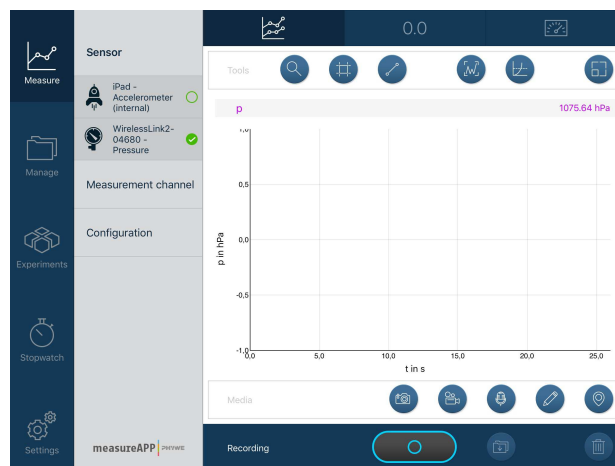 0.0
Sensor
Measure
Tools
iPad -
Accelerometer
(internal)
p
1075.64 hPa
WirelessLink2-
04680 -
Pressure
1,0
Manage
Measurement channel
0,5
Configuration
0,0
p in hPa
Experiments
-0,5
Stopwatch
-1,0
0,0 5,0 10,0 15,0 20,0 25,0
t in s
Media
Settings
measureAPP PHYWE
Recording